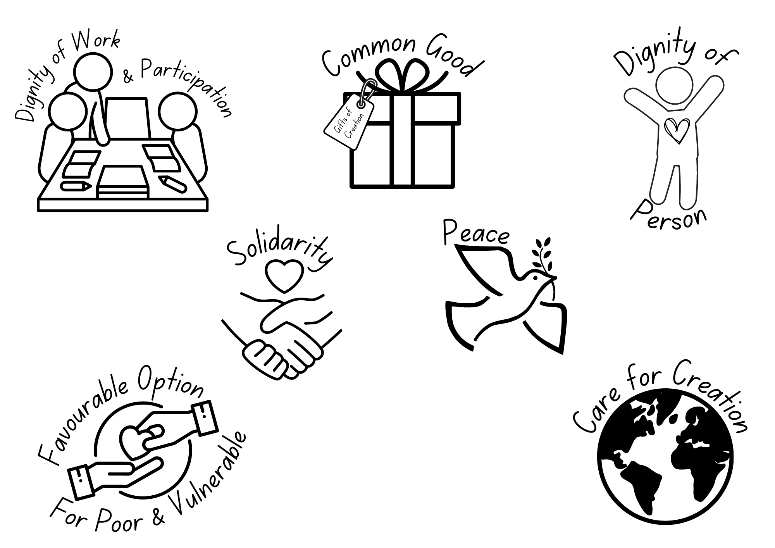 Dignity of Work
& Participation
Common Good
Gifts of
Creation
Dignity of
Person
Solidarity
Peace
Favourable Option
For Poor & Vulnerable
Care for Creation